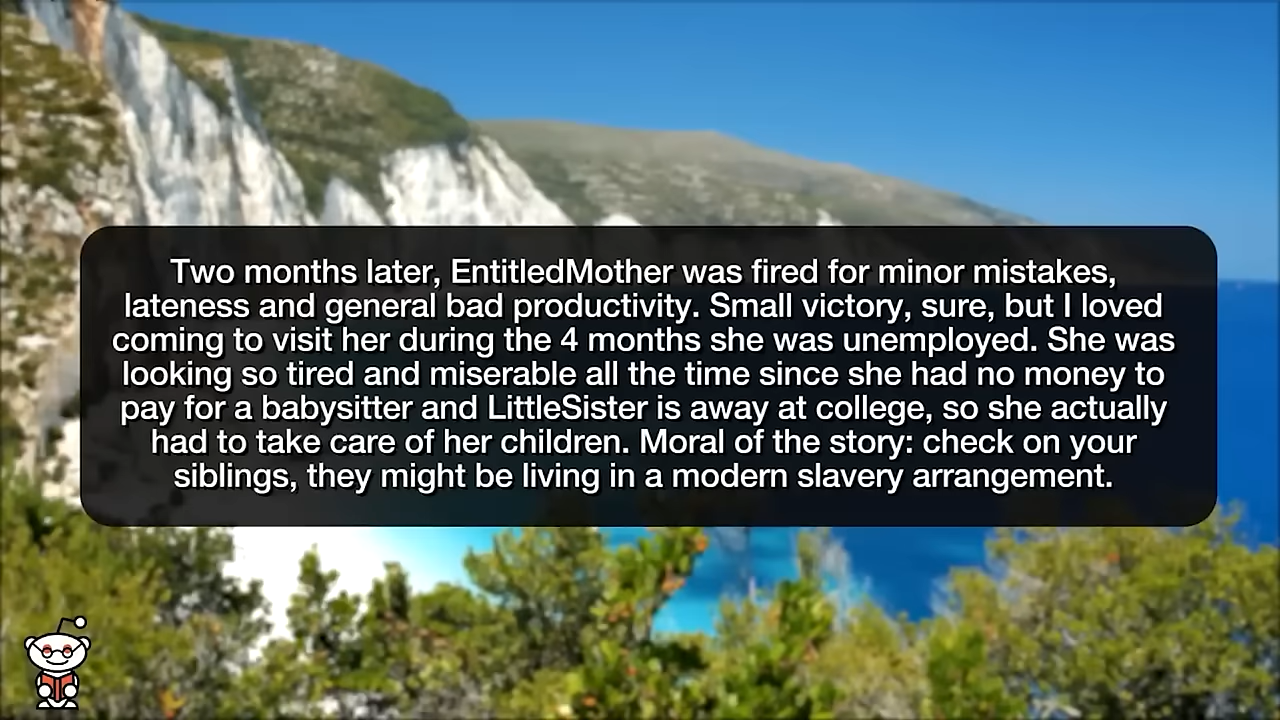 Two months later, EntitledMother was fired for minor mistakes,
lateness and general bad productivity. Small victory, sure, but I loved
coming to visit her during the 4 months she was unemployed. She was
looking so tired and miserable all the time since she had no money to
pay for a babysitter and LittleSister is away at college, so she actually
had to take care of her children. Moral of the story: check on your
siblings, they might be living in a modern slavery arrangement.